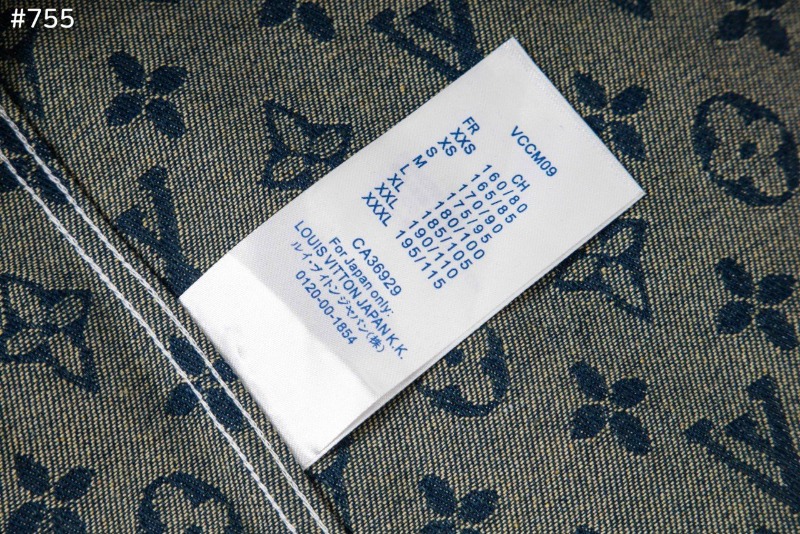 #755
VCCM09
FR CH
XXS 160/80
XS 165/85
S 170/90
M 175/95
L 180/100
XL 185/105
XXL 190/110
XXXL 195/115
CA36929
For Japan only:
LOUIS VITTON JAPAN K.K.
ルイ・ヴイトンジャパン(株)
0120-00-1854